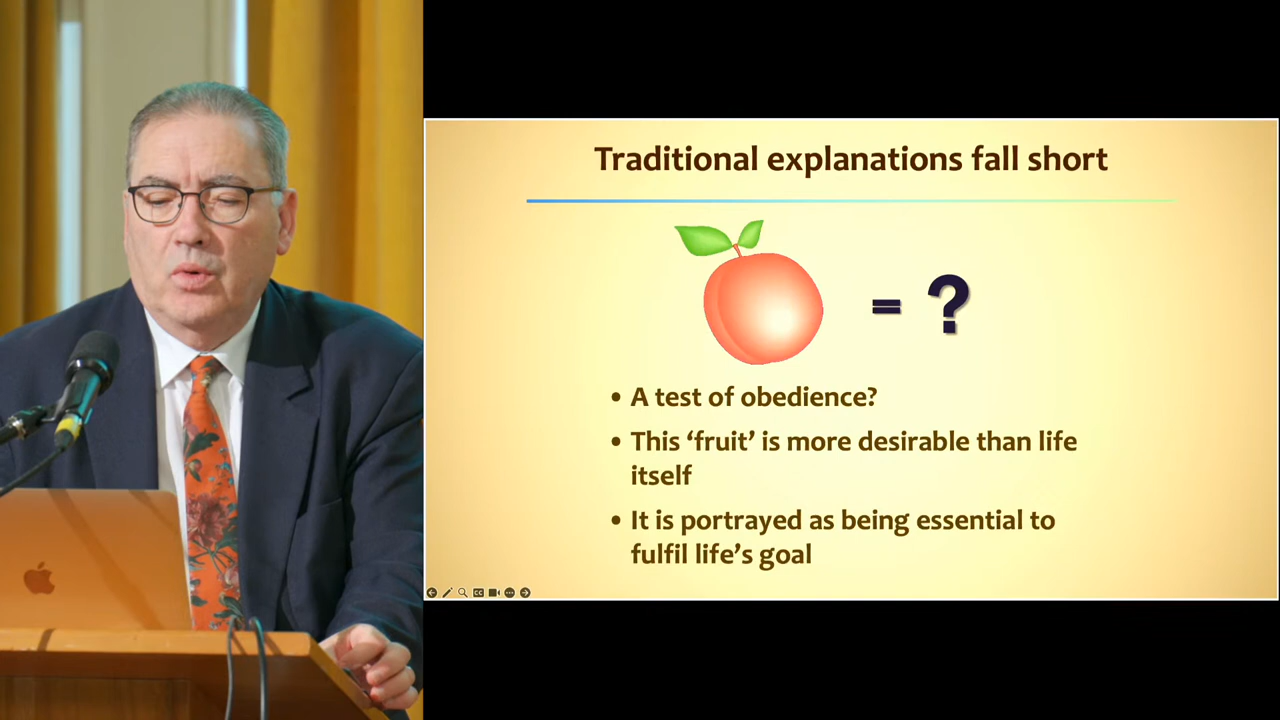 Traditional explanations fall short
= ?
• A test of obedience?
• This ‘fruit’ is more desirable than life
itself
• It is portrayed as being essential to
fulfil life’s goal
CC